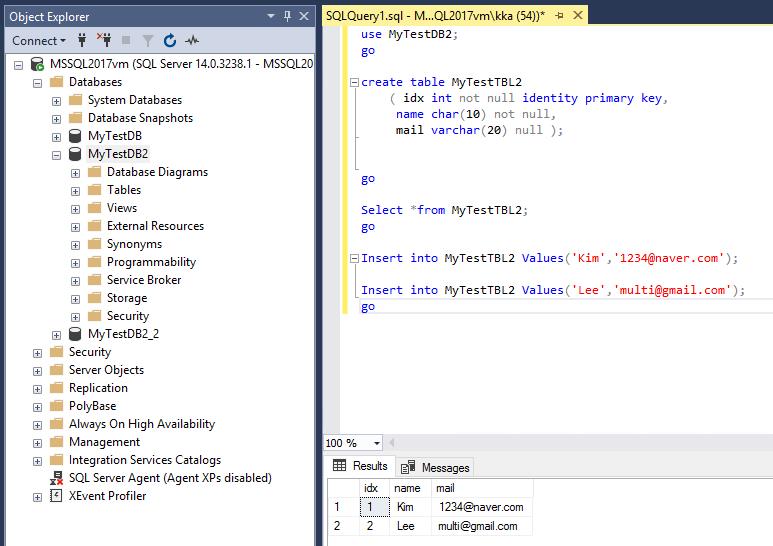 Object Explorer
Connect
MSSQL2017vm (SQL Server 14.0.3238.1 - MSSQL20
Databases
System Databases
Database Snapshots
MyTestDB
MyTestDB2
Database Diagrams
Tables
Views
External Resources
Synonyms
Programmability
Service Broker
Storage
Security
MyTestDB2_2
Security
Server Objects
Replication
PolyBase
Always On High Availability
Management
Integration Services Catalogs
SQL Server Agent (Agent XPs disabled)
XEvent Profiler
SQLQuery1.sql - M...QL2017vm\kka (54))*
use MyTestDB2;
go
create table MyTestTBL2
( idx int not null identity primary key,
name char(10) not null,
mail varchar(20) null );
go
Select *from MyTestTBL2;
go
Insert into MyTestTBL2 Values('Kim','1234@naver.com');
Insert into MyTestTBL2 Values('Lee','multi@gmail.com');
go
100 %
Results Messages
idx name mail
1 1 Kim 1234@naver.com
2 2 Lee multi@gmail.com